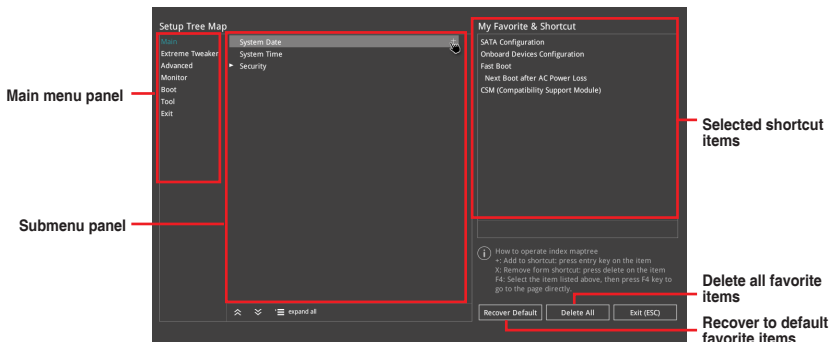 Setup Tree Map
Main
Extreme Tweaker
Advanced
Monitor
Boot
Tool
Exit
System Date
+
System Time
Security
expand all
My Favorite & Shortcut
SATA Configuration
Onboard Devices Configuration
Fast Boot
Next Boot after AC Power Loss
CSM (Compatibility Support Module)
i
How to operate index maptree
+: Add to shortcut: press entry key on the item
X: Remove form shortcut: press delete on the item
F4: Select the item listed above, then press F4 key to
go to the page directly.
Recover Default
Delete All
Exit (ESC)
Main menu panel
Submenu panel
Selected shortcut
items
Delete all favorite
items
Recover to default
favorite items